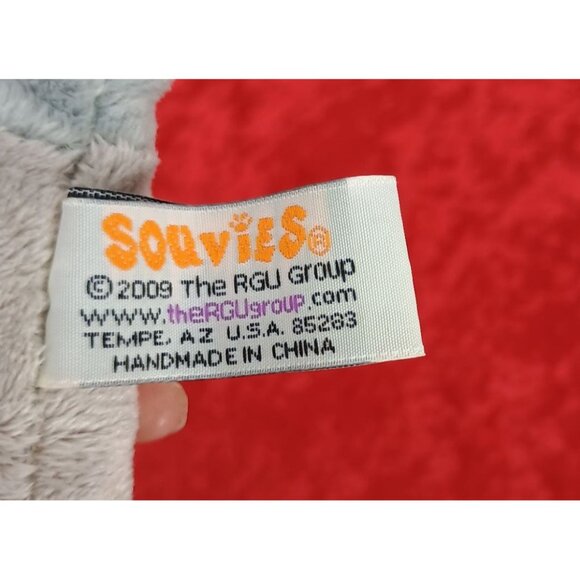 SOUVIES®
©2009 The RGU Group
www.theRGUgroup.com
TEMPE, AZ U.S.A. 85283
HANDMADE IN CHINA